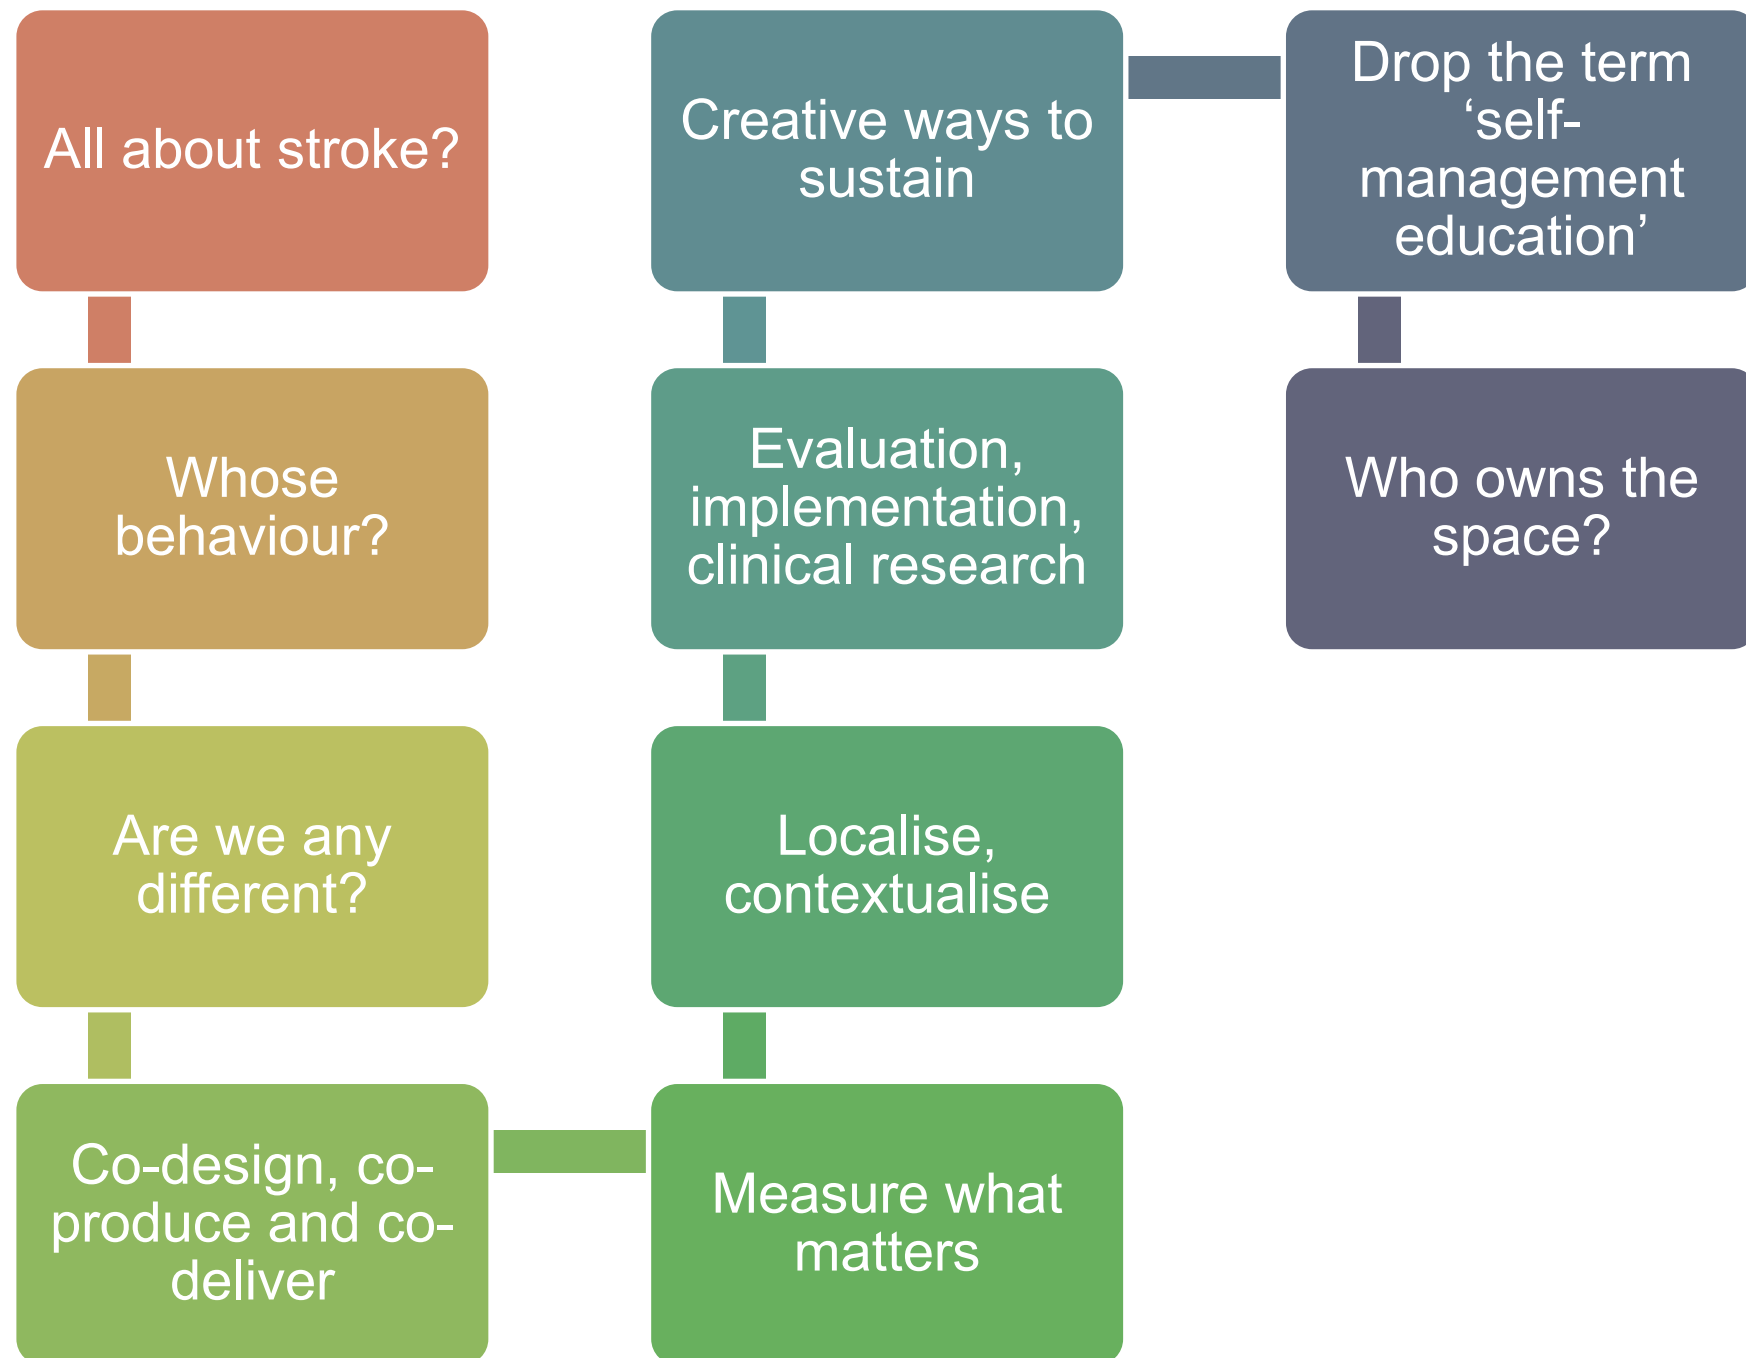 All about stroke?
Whose
behaviour?
Are we any
different?
Co-design, co-
produce and co-
deliver
Measure what
matters
Localise,
contextualise
Evaluation,
implementation,
clinical research
Creative ways to
sustain
Drop the term
‘self-
management
education’
Who owns the
space?